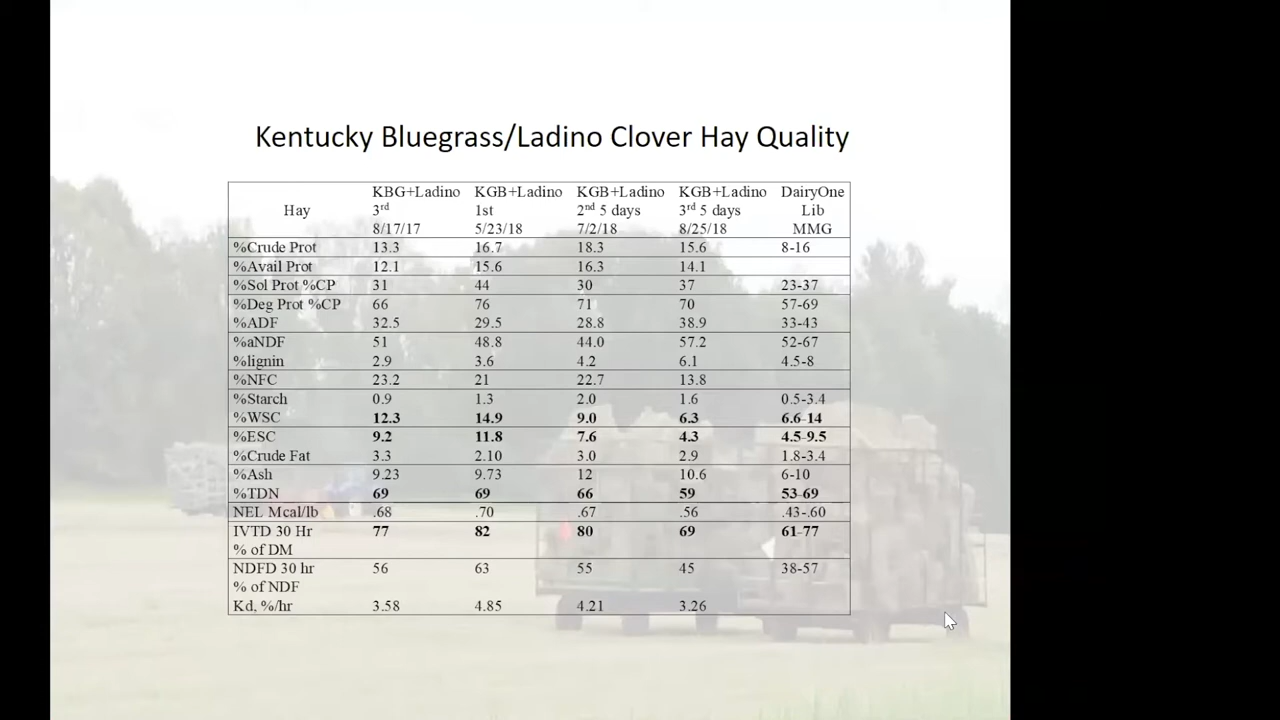 Kentucky Bluegrass/Ladino Clover Hay Quality
Hay KBG+Ladino 3rd 8/17/17 KGB+Ladino 1st 5/23/18 KGB+Ladino 2nd 5 days 7/2/18 KGB+Ladino 3rd 5 days 8/25/18 DairyOne Lib MMG
%Crude Prot 13.3 16.7 18.3 15.6 8-16
%Avail Prot 12.1 15.6 16.3 14.1
%Sol Prot %CP 31 44 30 37 23-37
%Deg Prot %CP 66 76 71 70 57-69
%ADF 32.5 29.5 28.8 38.9 33-43
%aNDF 51 48.8 44.0 57.2 52-67
%lignin 2.9 3.6 4.2 6.1 4.5-8
%NFC 23.2 21 22.7 13.8
%Starch 0.9 1.3 2.0 1.6 0.5-3.4
%WSC 12.3 14.9 9.0 6.3 6.6-14
%ESC 9.2 11.8 7.6 4.3 4.5-9.5
%Crude Fat 3.3 2.10 3.0 2.9 1.8-3.4
%Ash 9.23 9.73 12 10.6 6-10
%TDN 69 69 66 59 53-69
NEL Mcal/lb .68 .70 .67 .56 .43-.60
IVTD 30 Hr 77 82 80 69 61-77
% of DM
NDFD 30 hr 56 63 55 45 38-57
% of NDF
Kd, %/hr 3.58 4.85 4.21 3.26